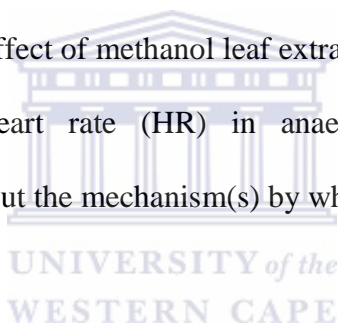 ffect of methanol leaf extra
eart rate (HR) in anae
ut the mechanism(s) by wh
UNIVERSITY of the
WESTERN CAPE